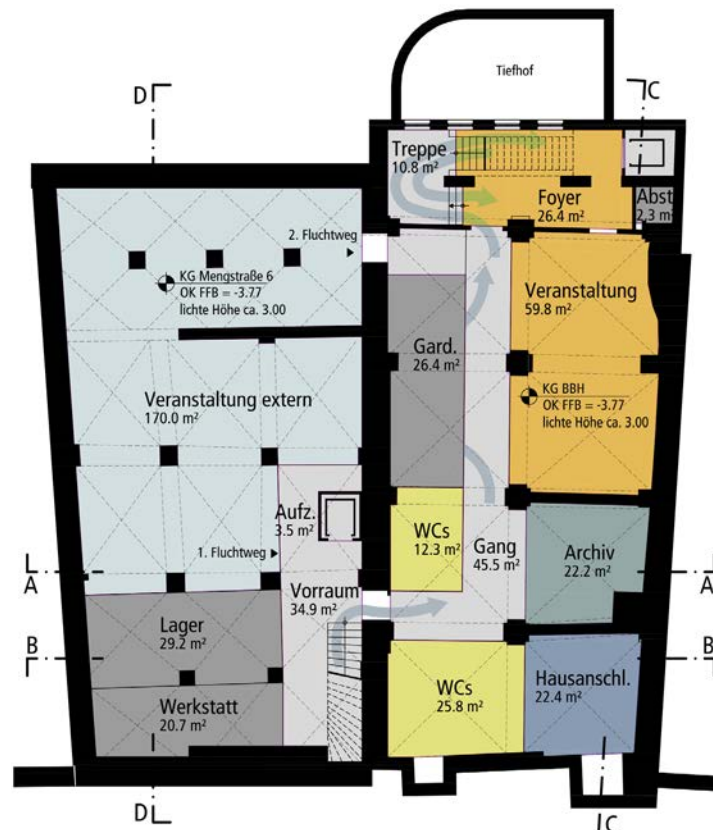 Tiefhof
D
C
Treppe
10.8 m²
Foyer
26.4 m²
Abst
2,3 m²
2. Fluchtweg
KG Mengstraße 6
OK FFB = -3.77
lichte Höhe ca. 3.00
Veranstaltung
59.8 m²
Gard.
26.4 m²
KG BBH
OK FFB = -3.77
lichte Höhe ca. 3.00
Veranstaltung extern
170.0 m²
Aufz.
3.5 m²
1. Fluchtweg
WCs
12.3 m²
Gang
45.5 m²
Archiv
22.2 m²
A
A
Vorraum
34.9 m²
Lager
29.2 m²
B
B
WCs
25.8 m²
Hausanschl.
22.4 m²
Werkstatt
20.7 m²
D
C